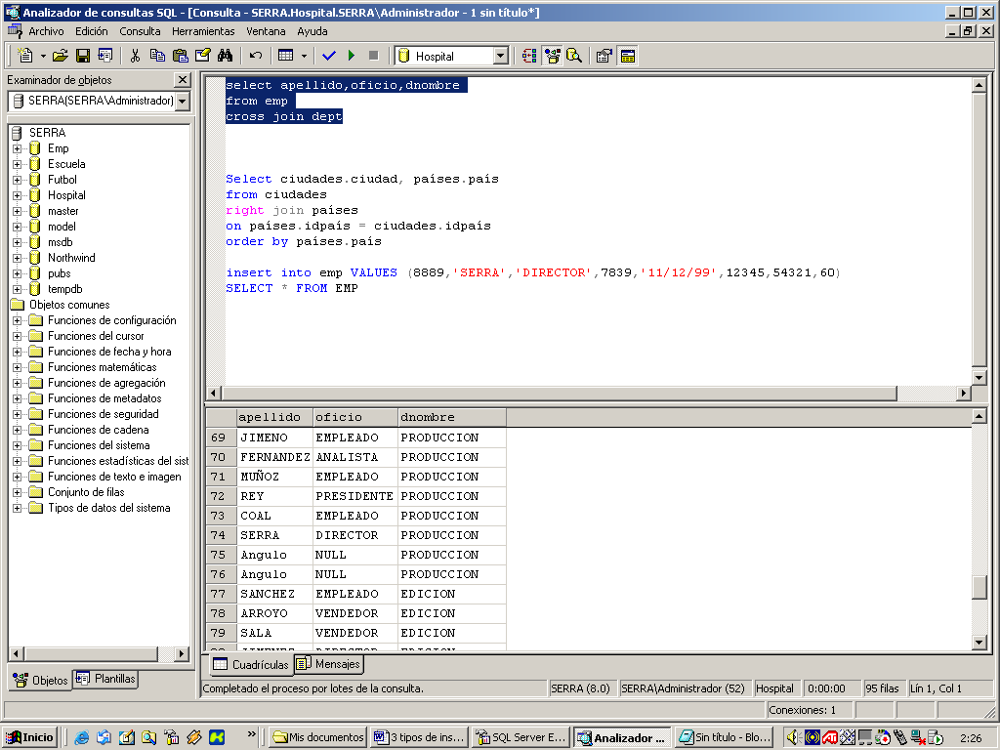 Analizador de consultas SQL - [Consulta - SERRA.Hospital.SERRA\Administrador - 1 sin título*]
Archivo Edición Consulta Herramientas Ventana Ayuda
Hospital
Examinador de objetos
SERRA(SERRA\Administrador)
SERRA
Emp
Escuela
Futbol
Hospital
master
model
msdb
Northwind
pubs
tempdb
Objetos comunes
Funciones de configuración
Funciones del cursor
Funciones de fecha y hora
Funciones matemáticas
Funciones de agregación
Funciones de metadatos
Funciones de seguridad
Funciones de cadena
Funciones del sistema
Funciones estadísticas del sist
Funciones de texto e imagen
Conjunto de filas
Tipos de datos del sistema
Objetos Plantillas
select apellido,oficio,dnombre
from emp
cross join dept
Select ciudades.ciudad, países.país
from ciudades
right join países
on países.idpaís = ciudades.idpaís
order by países.país
insert into emp VALUES (8889,'SERRA','DIRECTOR',7839,'11/12/99',12345,54321,60)
SELECT * FROM EMP
apellido oficio dnombre
69 JIMENO EMPLEADO PRODUCCION
70 FERNANDEZ ANALISTA PRODUCCION
71 MUÑOZ EMPLEADO PRODUCCION
72 REY PRESIDENTE PRODUCCION
73 COAL EMPLEADO PRODUCCION
74 SERRA DIRECTOR PRODUCCION
75 Angulo NULL PRODUCCION
76 Angulo NULL PRODUCCION
77 SANCHEZ EMPLEADO EDICION
78 ARROYO VENDEDOR EDICION
79 SALA VENDEDOR EDICION
Cuadrículas Mensajes
Completado el proceso por lotes de la consulta. SERRA (8.0) SERRA\Administrador (52) Hospital 0:00:00 95 filas Lín 1, Col 1
Conexiones: 1
Inicio » Mis documentos 3 tipos de ins... SQL Server E... Analizador ... Sin título - Blo... 2:26